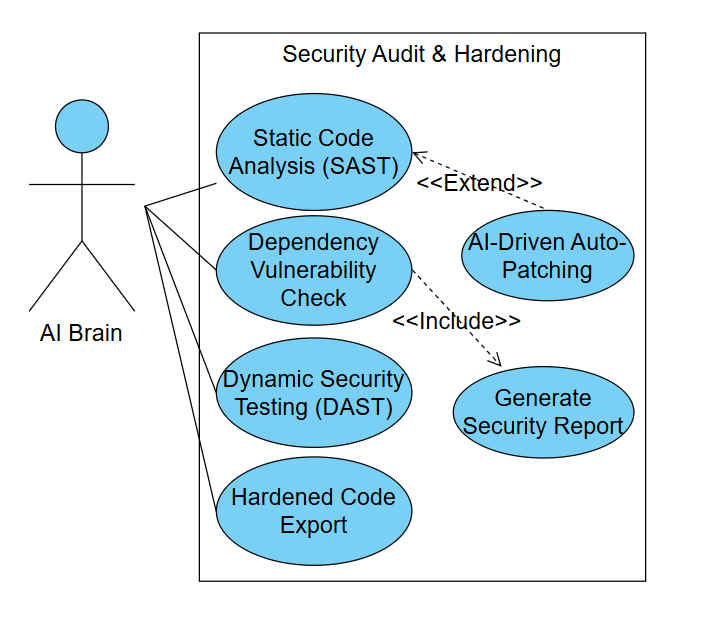 Security Audit & Hardening
Static Code
Analysis (SAST)
<<Extend>>
Dependency
Vulnerability
Check
AI-Driven Auto-
Patching
<<Include>>
AI Brain
Dynamic Security
Testing (DAST)
Generate
Security Report
Hardened Code
Export